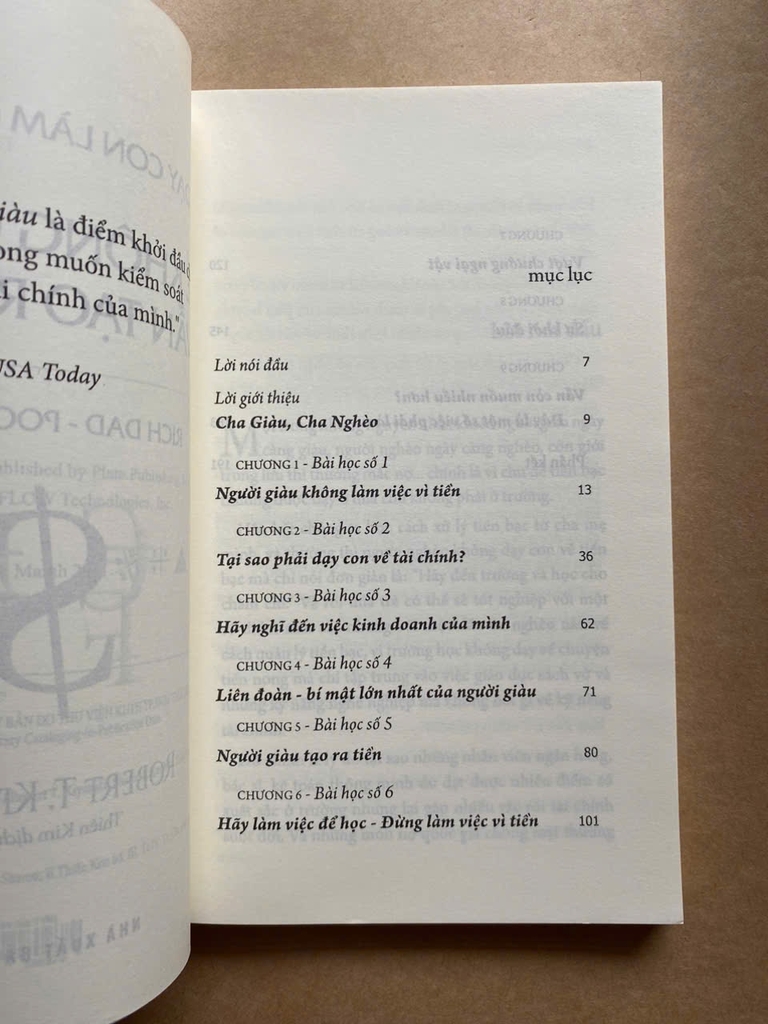 iàu là điểm khởi đầu
ong muốn kiểm soát
i chính của mình."
USA Today
mục lục
Lời nói đầu 7
Lời giới thiệu
Cha Giàu, Cha Nghèo 9
CHƯƠNG 1 - Bài học số 1
Người giàu không làm việc vì tiền 13
CHƯƠNG 2 - Bài học số 2
Tại sao phải dạy con về tài chính? 36
CHƯƠNG 3 - Bài học số 3
Hãy nghĩ đến việc kinh doanh của mình 62
CHƯƠNG 4 - Bài học số 4
Liên đoàn - bí mật lớn nhất của người giàu 71
CHƯƠNG 5 - Bài học số 5
Người giàu tạo ra tiền 80
CHƯƠNG 6 - Bài học số 6
Hãy làm việc để học - Đừng làm việc vì tiền 101